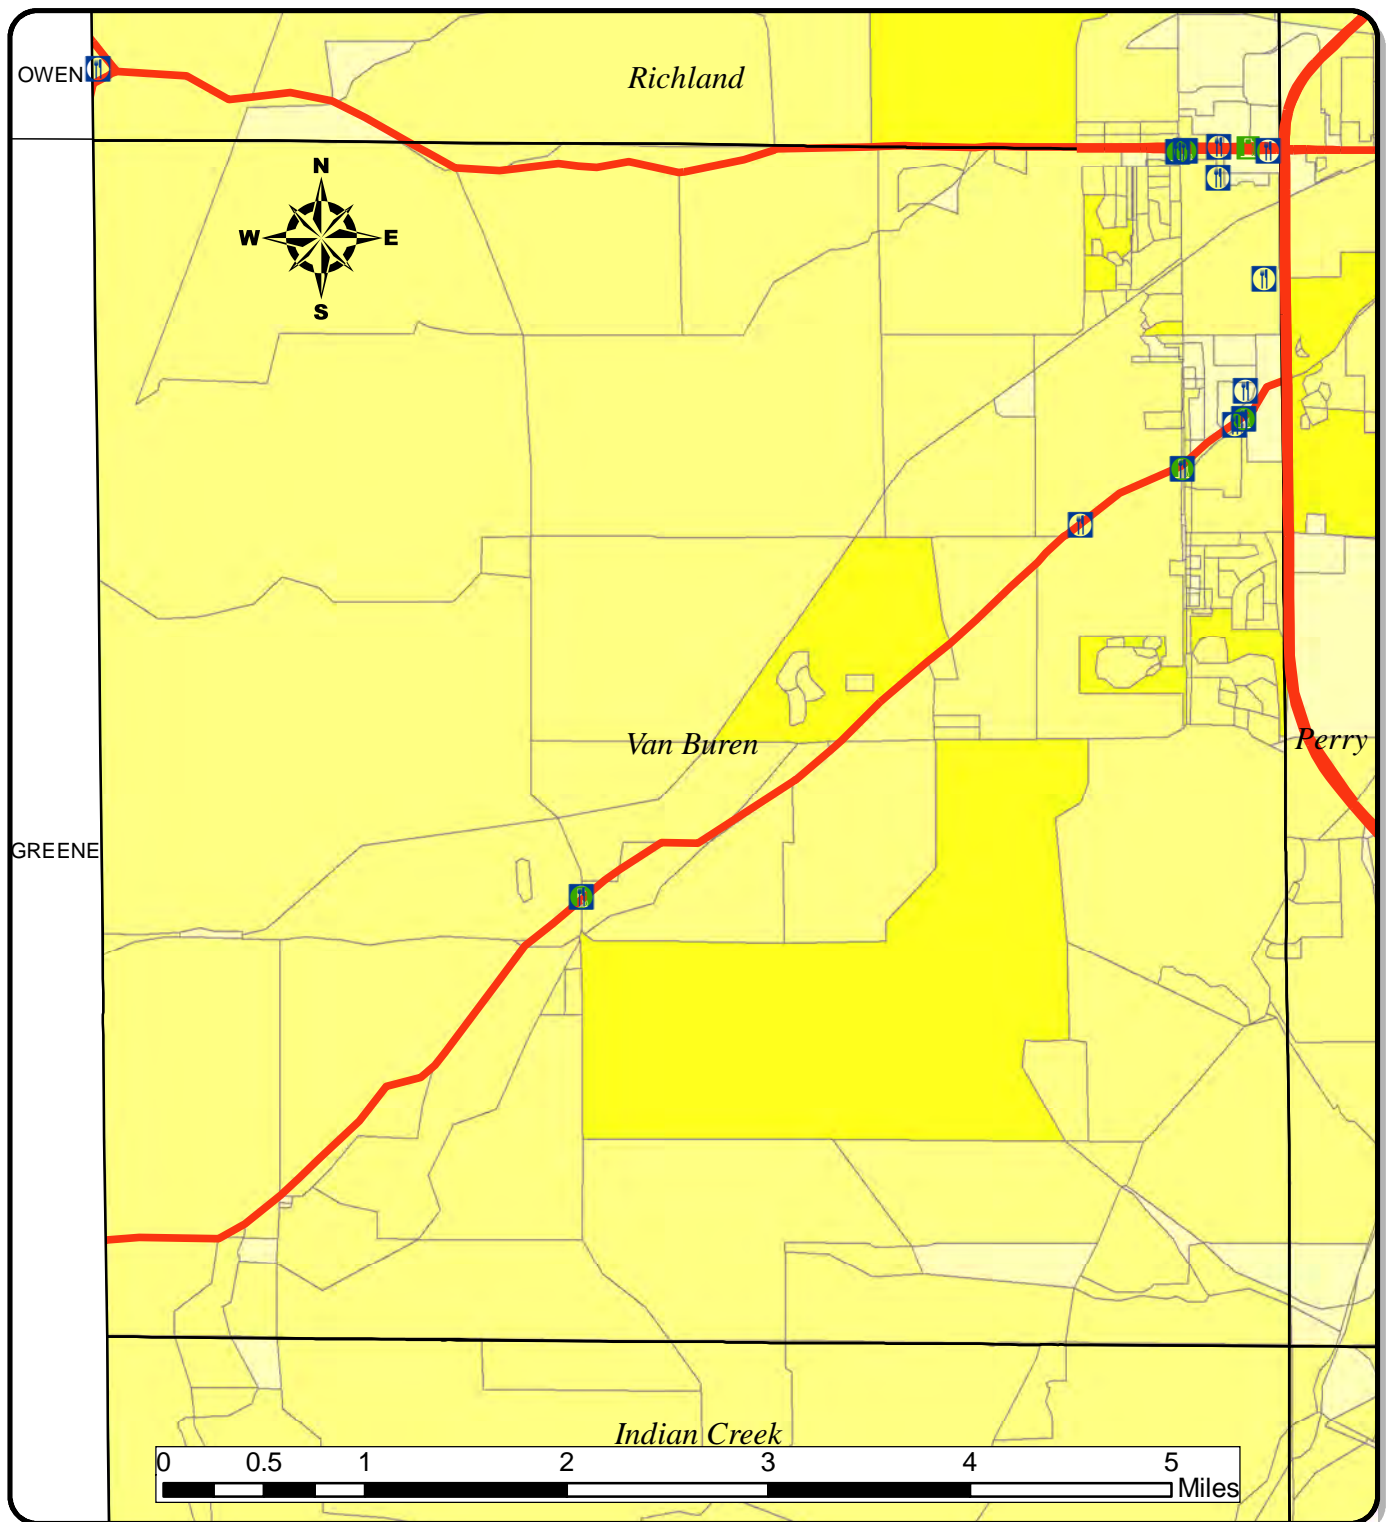 OWEN
Richland
N
W E
S
Van Buren
Perry
GREENE
Indian Creek
0 0.5 1 2 3 4 5
Miles